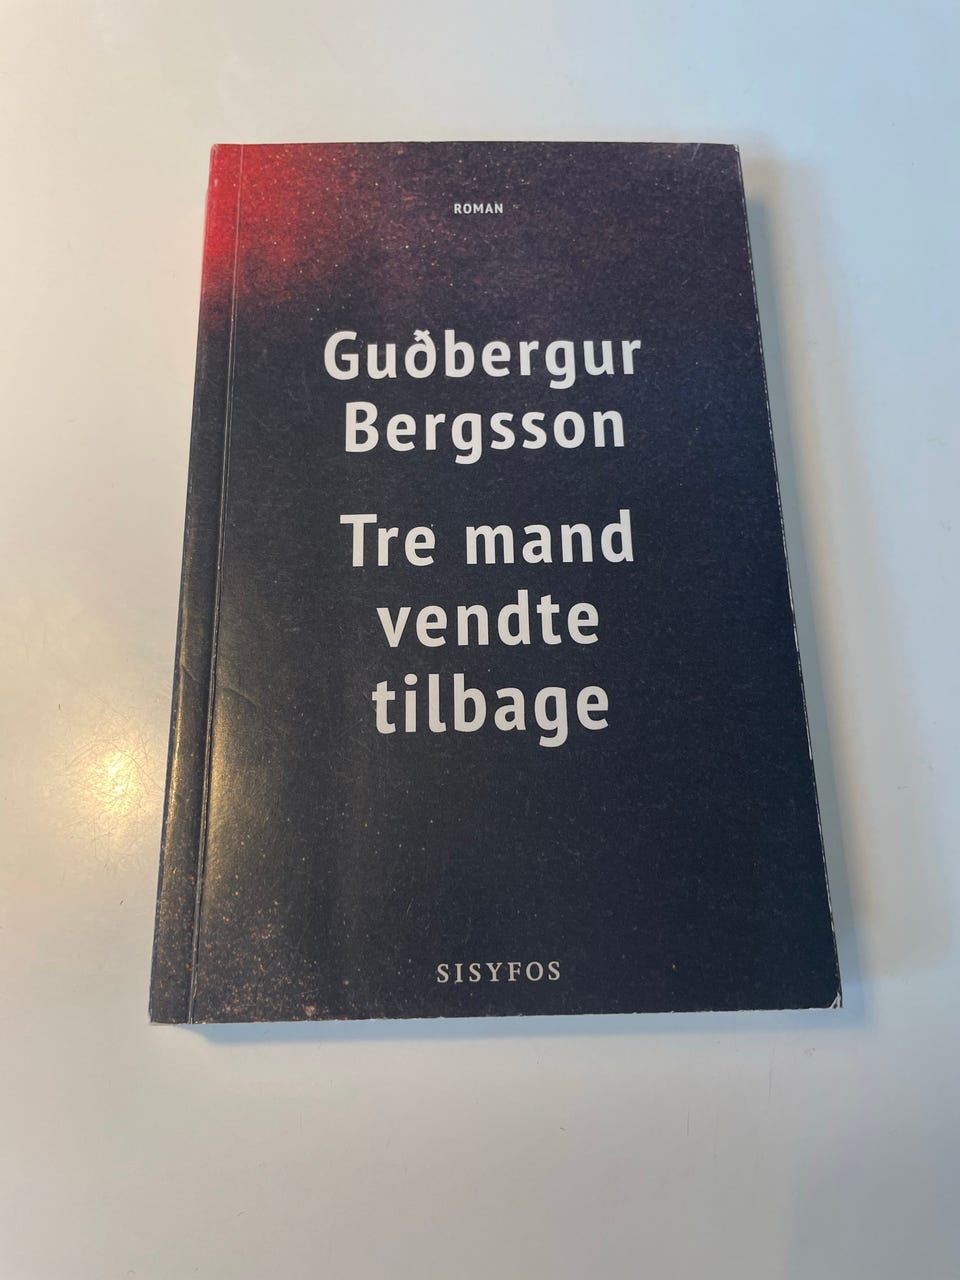 ROMAN
Guðbergur
Bergsson
Tre mand
vendte
tilbage
SISYFOS